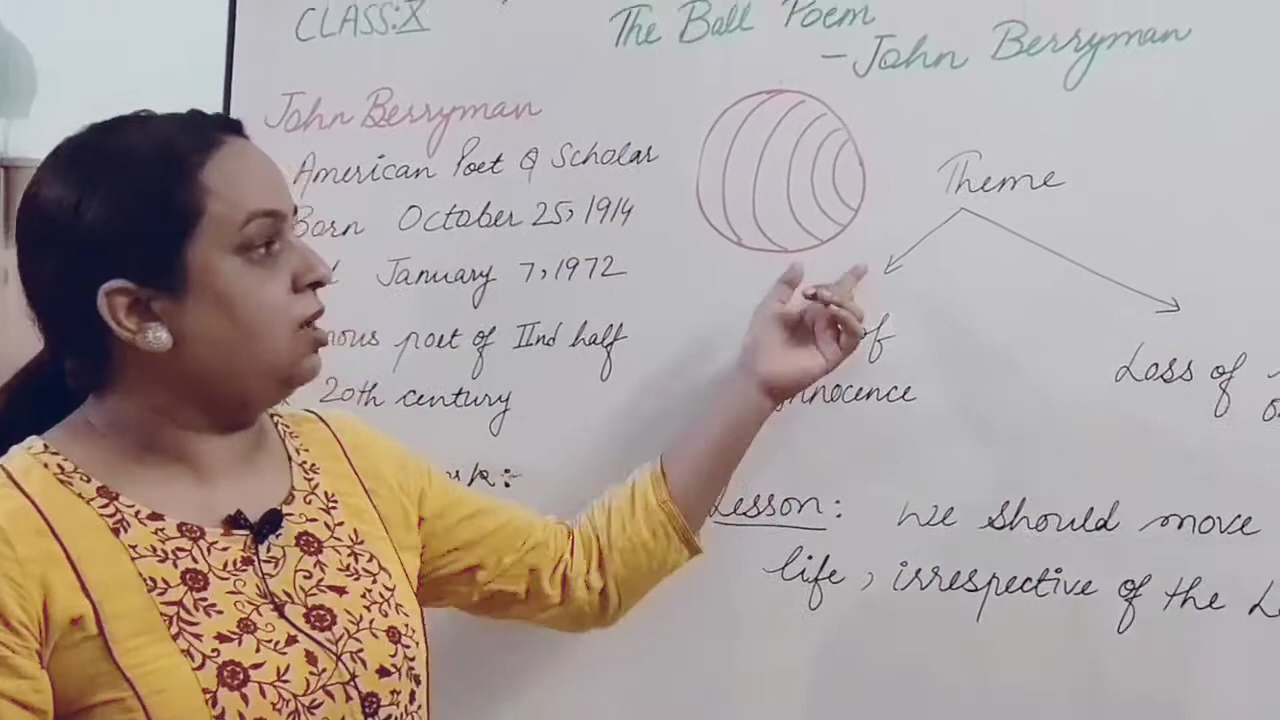 CLASS:X
The Ball Poem
- John Berryman
John Berryman
American Poet & Scholar
Born October 25, 1914
January 7, 1972
poet of IInd half
20th century
Theme
of
Loss of
Lesson: We should move
life, irrespective of the